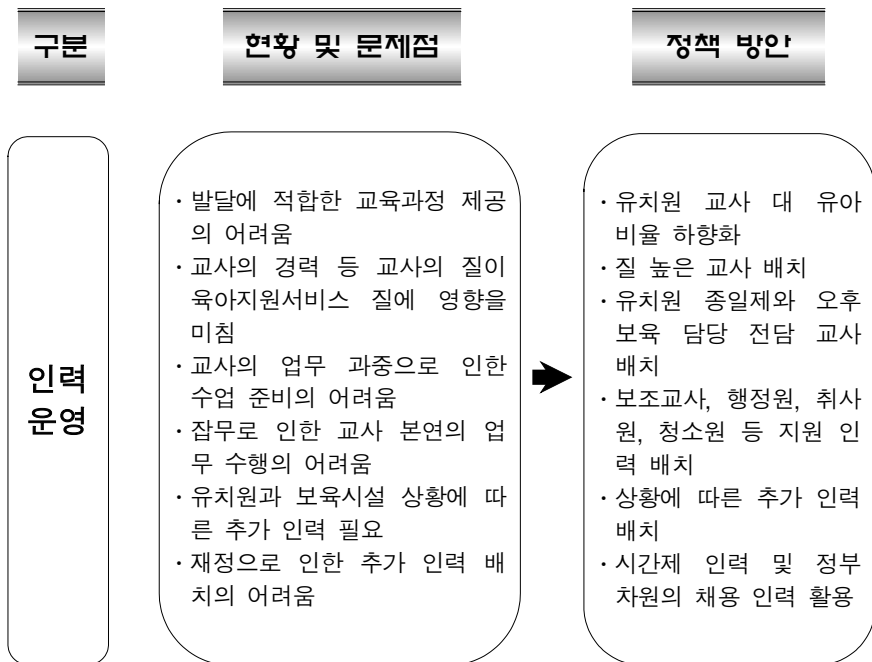 구분
현황 및 문제점
정책 방안
인력
운영
· 발달에 적합한 교육과정 제공
의 어려움
· 교사의 경력 등 교사의 질이
육아지원서비스 질에 영향을
미침
· 교사의 업무 과중으로 인한
수업 준비의 어려움
· 잡무로 인한 교사 본연의 업
무 수행의 어려움
· 유치원과 보육시설 상황에 따
른 추가 인력 필요
· 재정으로 인한 추가 인력 배
치의 어려움
· 유치원 교사 대 유아
비율 하향화
· 질 높은 교사 배치
· 유치원 종일제와 오후
보육 담당 전담 교사
배치
· 보조교사, 행정원, 취사
원, 청소원 등 지원 인
력 배치
· 상황에 따른 추가 인력
배치
· 시간제 인력 및 정부
차원의 채용 인력 활용